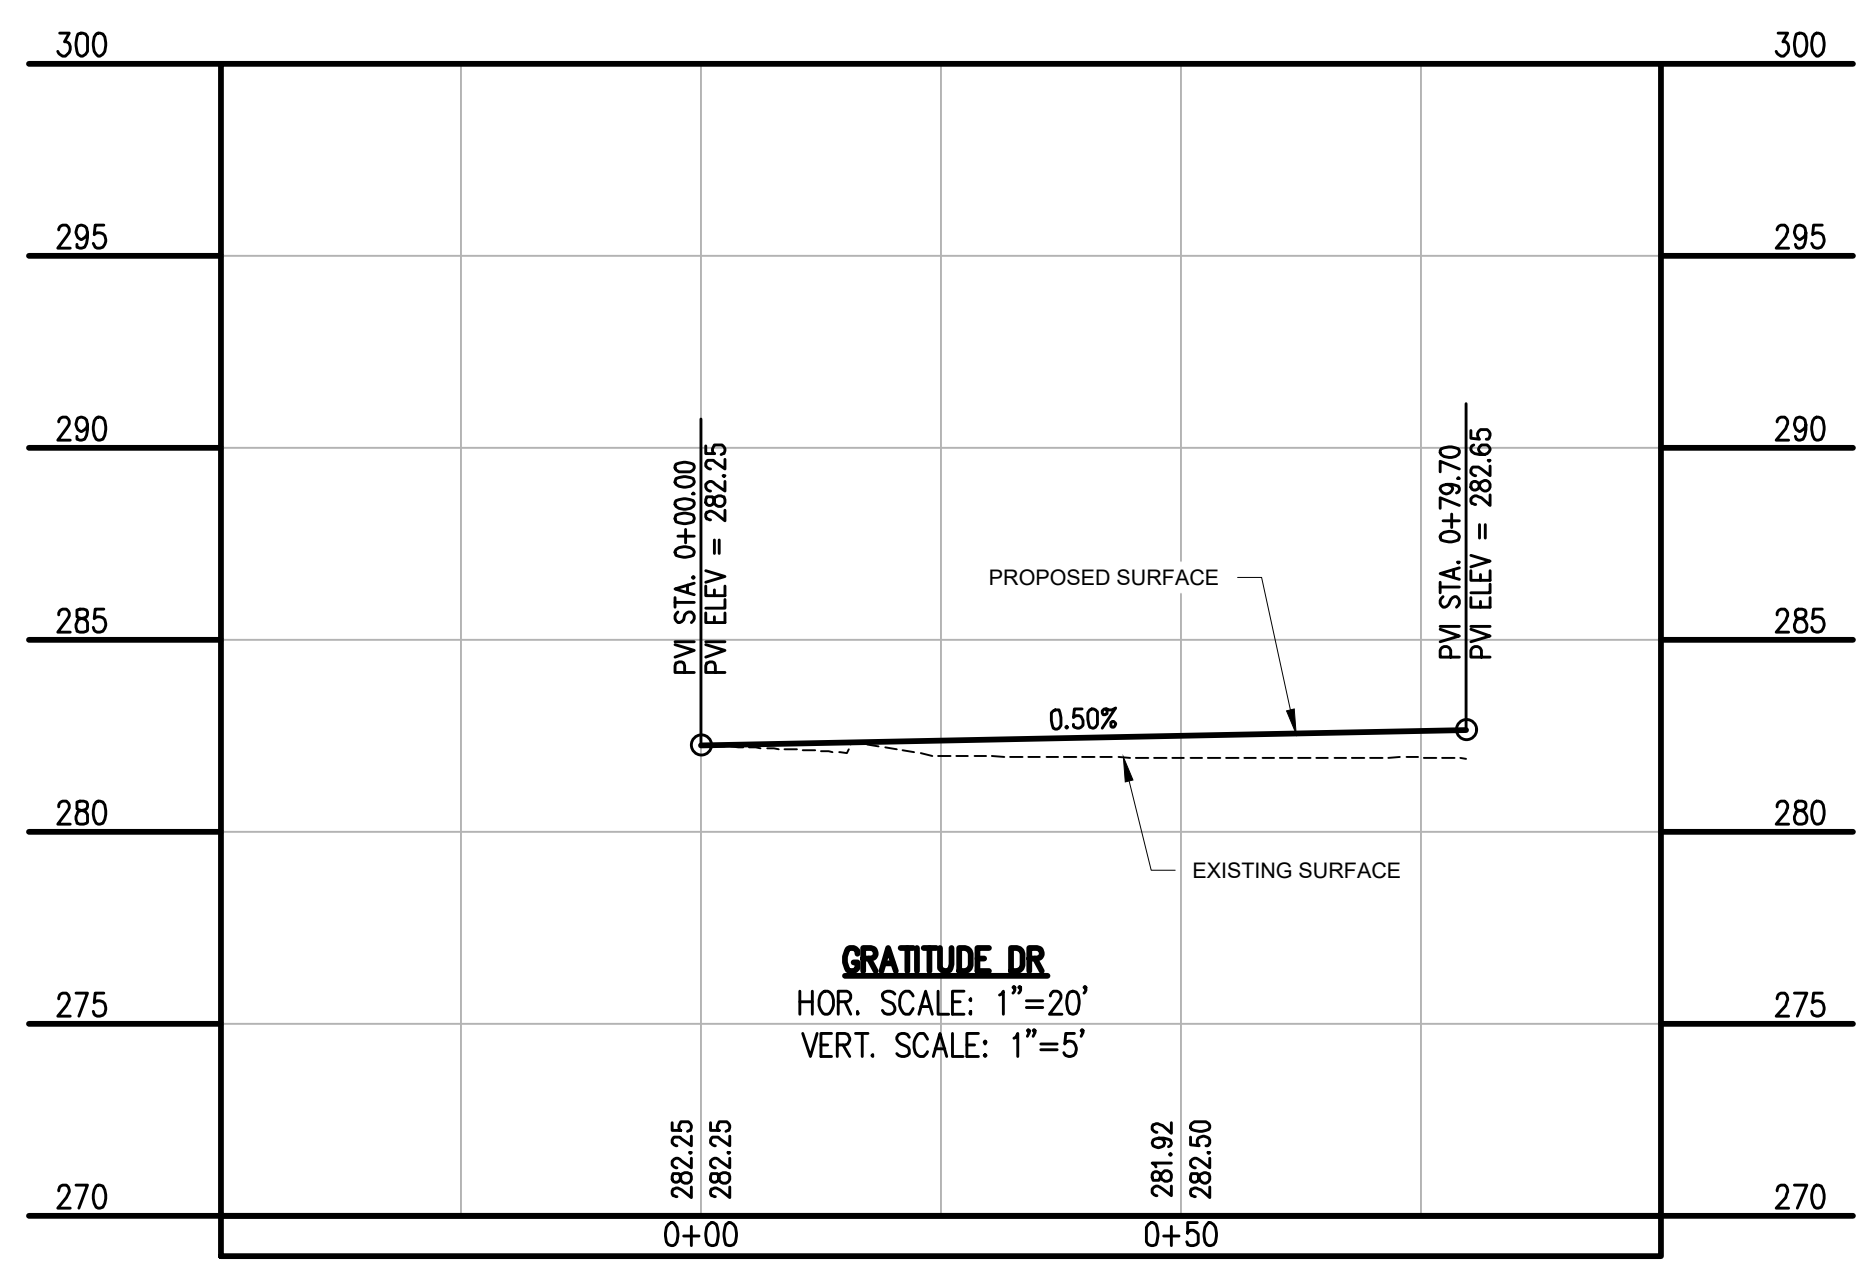 300 300
295 295
290 290
285 285
280 280
275 275
270 270
PVI STA. 0+00.00
PVI ELEV = 282.25
PVI STA. 0+79.70
PVI ELEV = 282.65
PROPOSED SURFACE
0.50%
EXISTING SURFACE
GRATITUDE DR
HOR. SCALE: 1"=20'
VERT. SCALE: 1"=5'
282.25
282.25
281.92
282.50
0+00 0+50